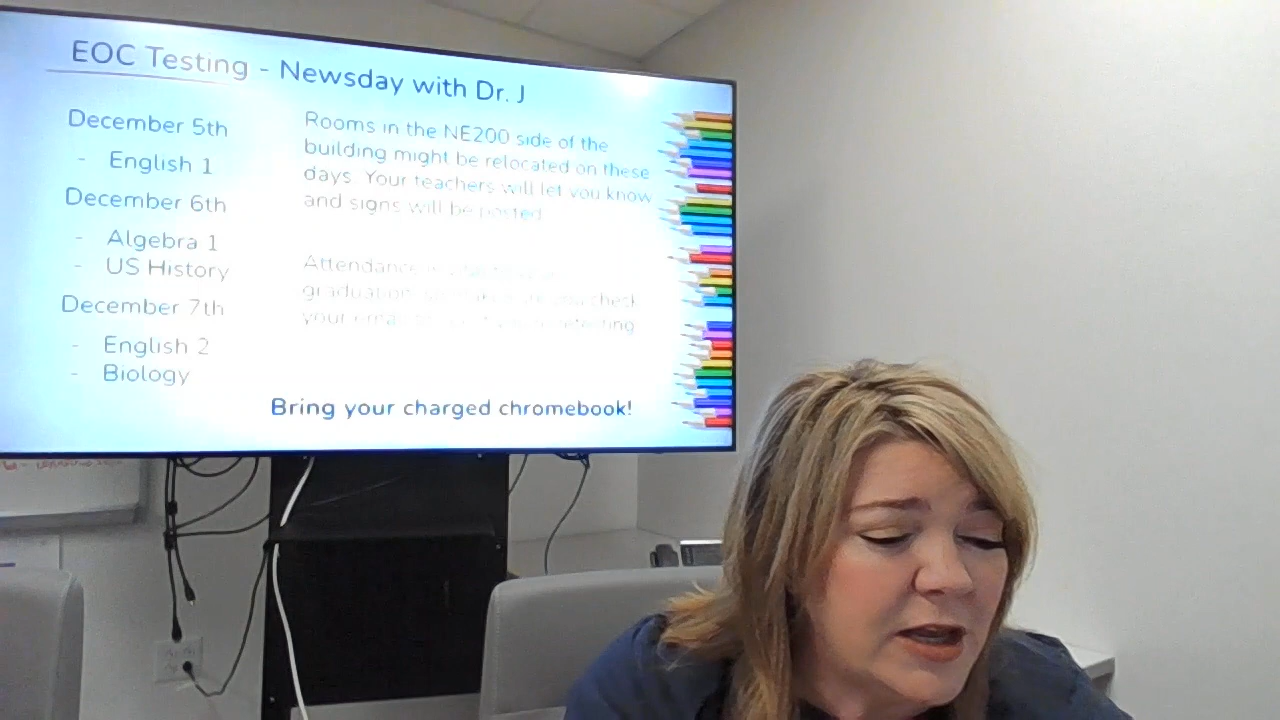 EOC Testing - Newsday with Dr. J
December 5th
- English 1
December 6th
- Algebra 1
- US History
December 7th
- English 2
- Biology
Rooms in the NE200 side of the
building might be relocated on these
days. Your teachers will let you know
and signs will be posted.
Attendance
graduation check
your
Bring your charged chromebook!